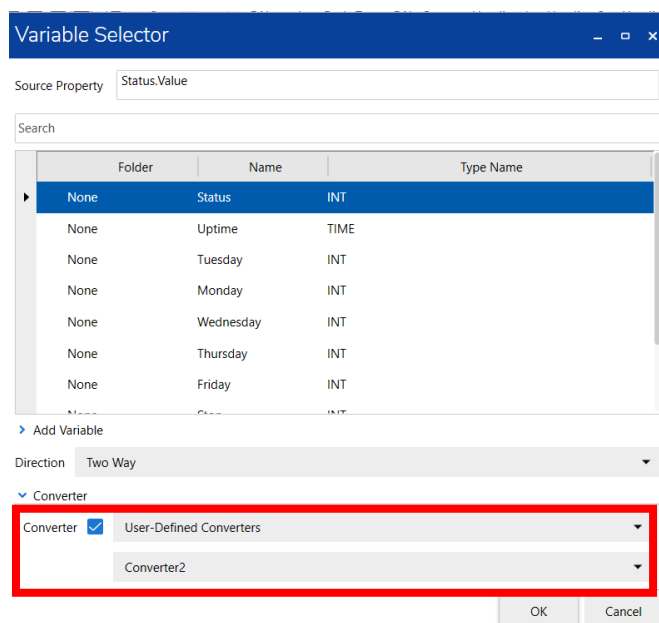 Variable Selector
Source Property Status.Value
Search
Folder Name Type Name
None Status INT
None Uptime TIME
None Tuesday INT
None Monday INT
None Wednesday INT
None Thursday INT
None Friday INT
Add Variable
Direction Two Way
Converter
Converter User-Defined Converters
Converter2
OK Cancel